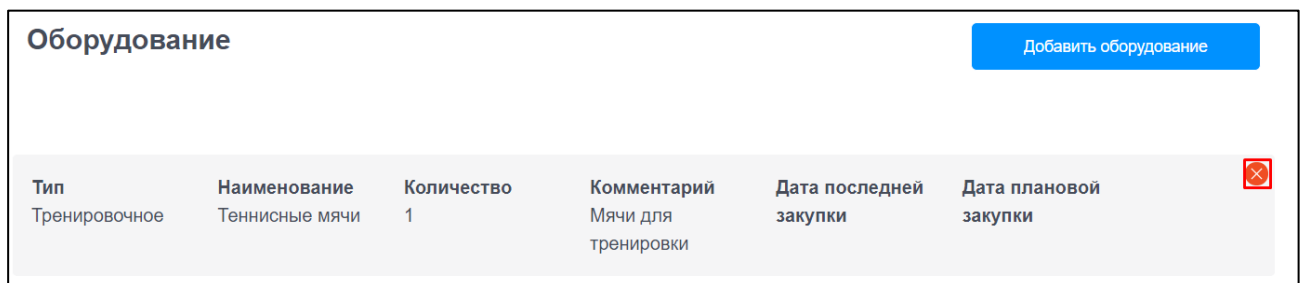 Оборудование
Добавить оборудование
Тип
Тренировочное
Наименование
Теннисные мячи
Количество
1
Комментарий
Мячи для
тренировки
Дата последней
закупки
Дата плановой
закупки